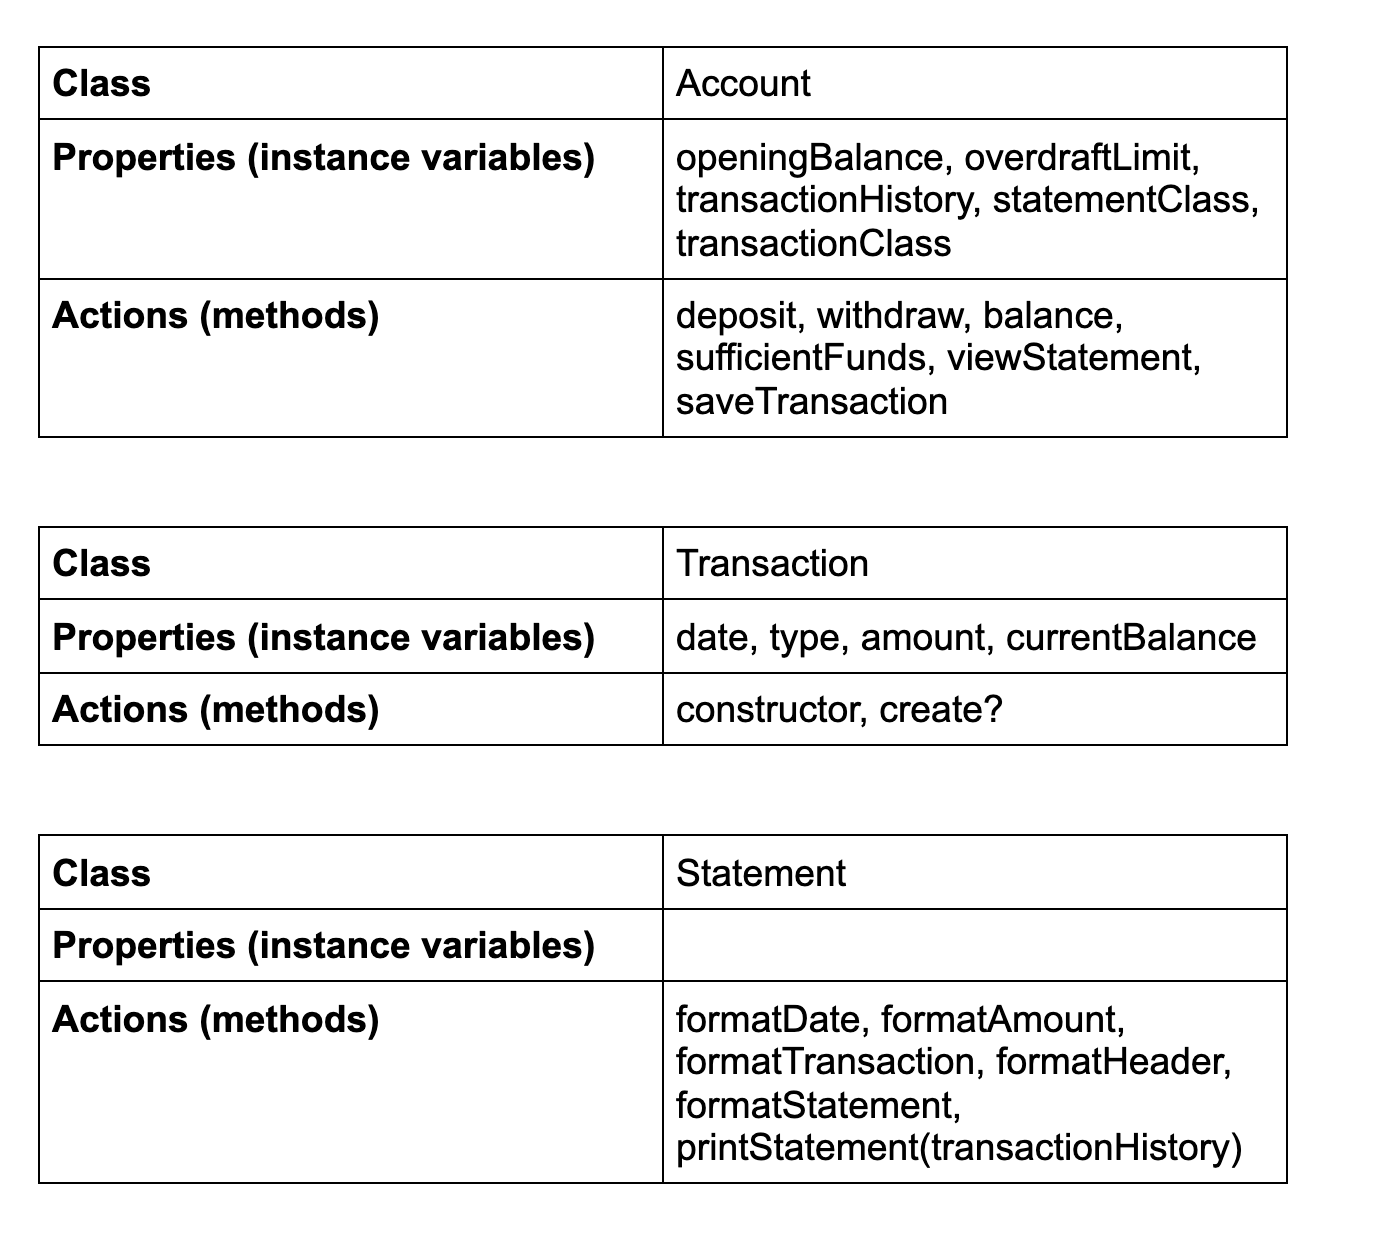 Class
Account
Properties (instance variables)
openingBalance, overdraftLimit,
transactionHistory, statementClass,
transactionClass
Actions (methods)
deposit, withdraw, balance,
sufficientFunds, viewStatement,
saveTransaction
Class
Transaction
Properties (instance variables)
date, type, amount, currentBalance
Actions (methods)
constructor, create?
Class
Statement
Properties (instance variables)
Actions (methods)
formatDate, formatAmount,
formatTransaction, formatHeader,
formatStatement,
printStatement(transactionHistory)